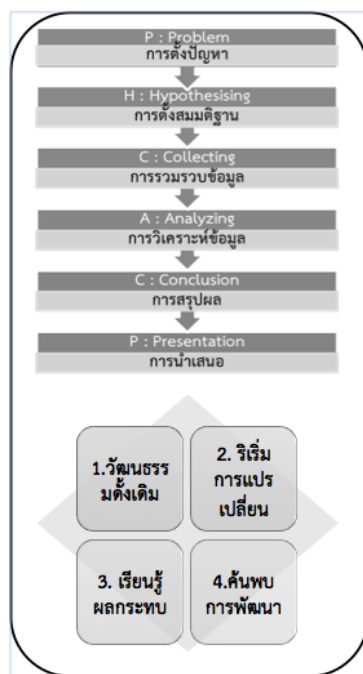 P : Problem
การตั้งปัญหา
H : Hypothesising
การตั้งสมมติฐาน
C : Collecting
การรวมรวบข้อมูล
A : Analyzing
การวิเคราะห์ข้อมูล
C : Conclusion
การสรุปผล
P : Presentation
การนำเสนอ
1.วัฒนธรร
มดั้งเดิม
2. ริเริ่ม
การแปร
เปลี่ยน
3. เรียนรู้
ผลกระทบ
4.ค้นพบ
การพัฒนา